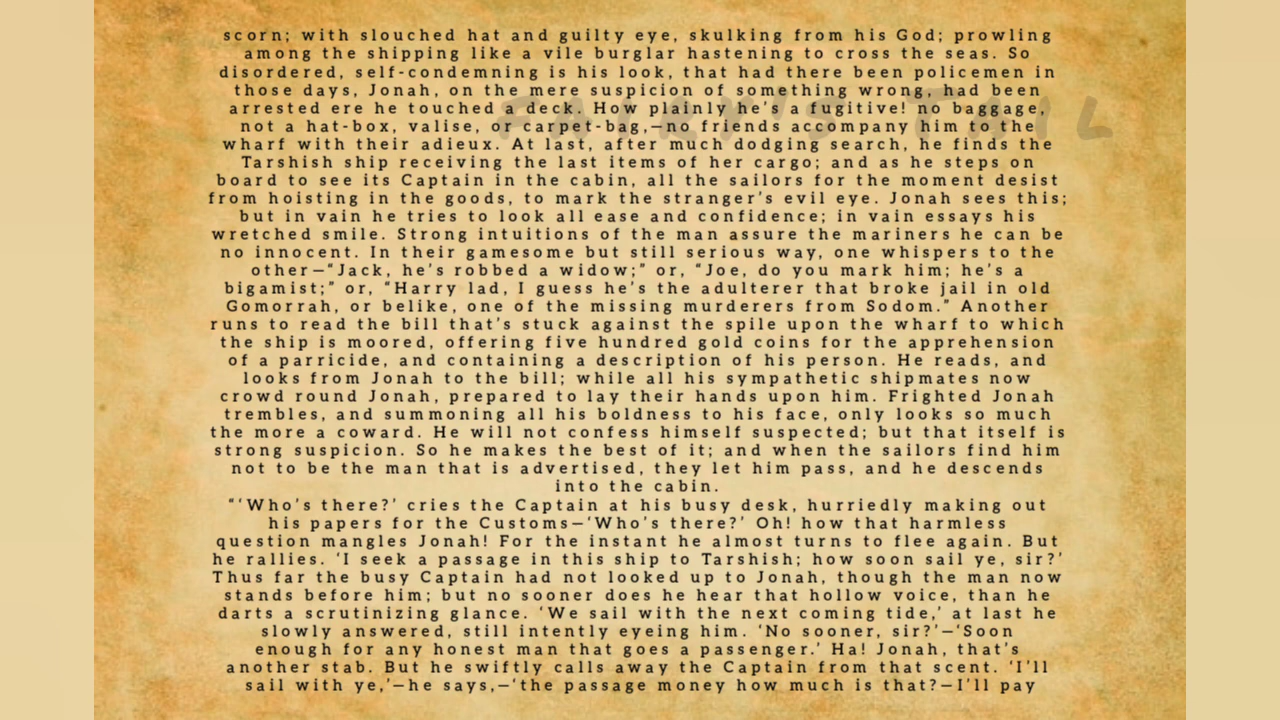 scorn; with slouched hat and guilty eye, skulking from his God; prowling
among the shipping like a vile burglar hastening to cross the seas. So
disordered, self-condemning is his look, that had there been policemen in
those days, Jonah, on the mere suspicion of something wrong, had been
arrested ere he touched a deck. How plainly he's a fugitive! no baggage,
not a hat-box, valise, or carpet-bag,—no friends accompany him to the
wharf with their adieux. At last, after much dodging search, he finds the
Tarshish ship receiving the last items of her cargo; and as he steps on
board to see its Captain in the cabin, all the sailors for the moment desist
from hoisting in the goods, to mark the stranger's evil eye. Jonah sees this;
but in vain he tries to look all ease and confidence; in vain essays his
wretched smile. Strong intuitions of the man assure the mariners he can be
no innocent. In their gamesome but still serious way, one whispers to the
other—“Jack, he's robbed a widow;” or, “Joe, do you mark him; he's a
bigamist;” or, “Harry lad, I guess he's the adulterer that broke jail in old
Gomorrah, or belike, one of the missing murderers from Sodom.” Another
runs to read the bill that's stuck against the spile upon the wharf to which
the ship is moored, offering five hundred gold coins for the apprehension
of a parricide, and containing a description of his person. He reads, and
looks from Jonah to the bill; while all his sympathetic shipmates now
crowd round Jonah, prepared to lay their hands upon him. Frighted Jonah
trembles, and summoning all his boldness to his face, only looks so much
the more a coward. He will not confess himself suspected; but that itself is
strong suspicion. So he makes the best of it; and when the sailors find him
not to be the man that is advertised, they let him pass, and he descends
into the cabin.
“‘Who's there?’ cries the Captain at his busy desk, hurriedly making out
his papers for the Customs—‘Who's there?’ Oh! how that harmless
question mangles Jonah! For the instant he almost turns to flee again. But
he rallies. ‘I seek a passage in this ship to Tarshish; how soon sail ye, sir?’
Thus far the busy Captain had not looked up to Jonah, though the man now
stands before him; but no sooner does he hear that hollow voice, than he
darts a scrutinizing glance. ‘We sail with the next coming tide,’ at last he
slowly answered, still intently eyeing him. ‘No sooner, sir?’—‘Soon
enough for any honest man that goes a passenger.’ Ha! Jonah, that's
another stab. But he swiftly calls away the Captain from that scent. ‘I'll
sail with ye,’—he says,—‘the passage money how much is that?—I'll pay